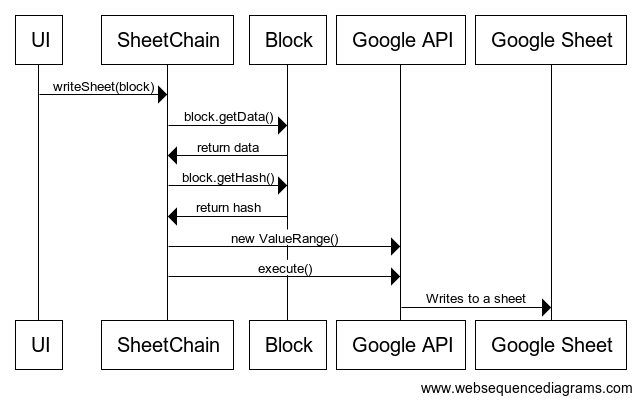 UI SheetChain Block Google API Google Sheet
writeSheet(block)
block.getData()
return data
block.getHash()
return hash
new ValueRange()
execute()
Writes to a sheet
UI SheetChain Block Google API Google Sheet
www.websequencediagrams.com